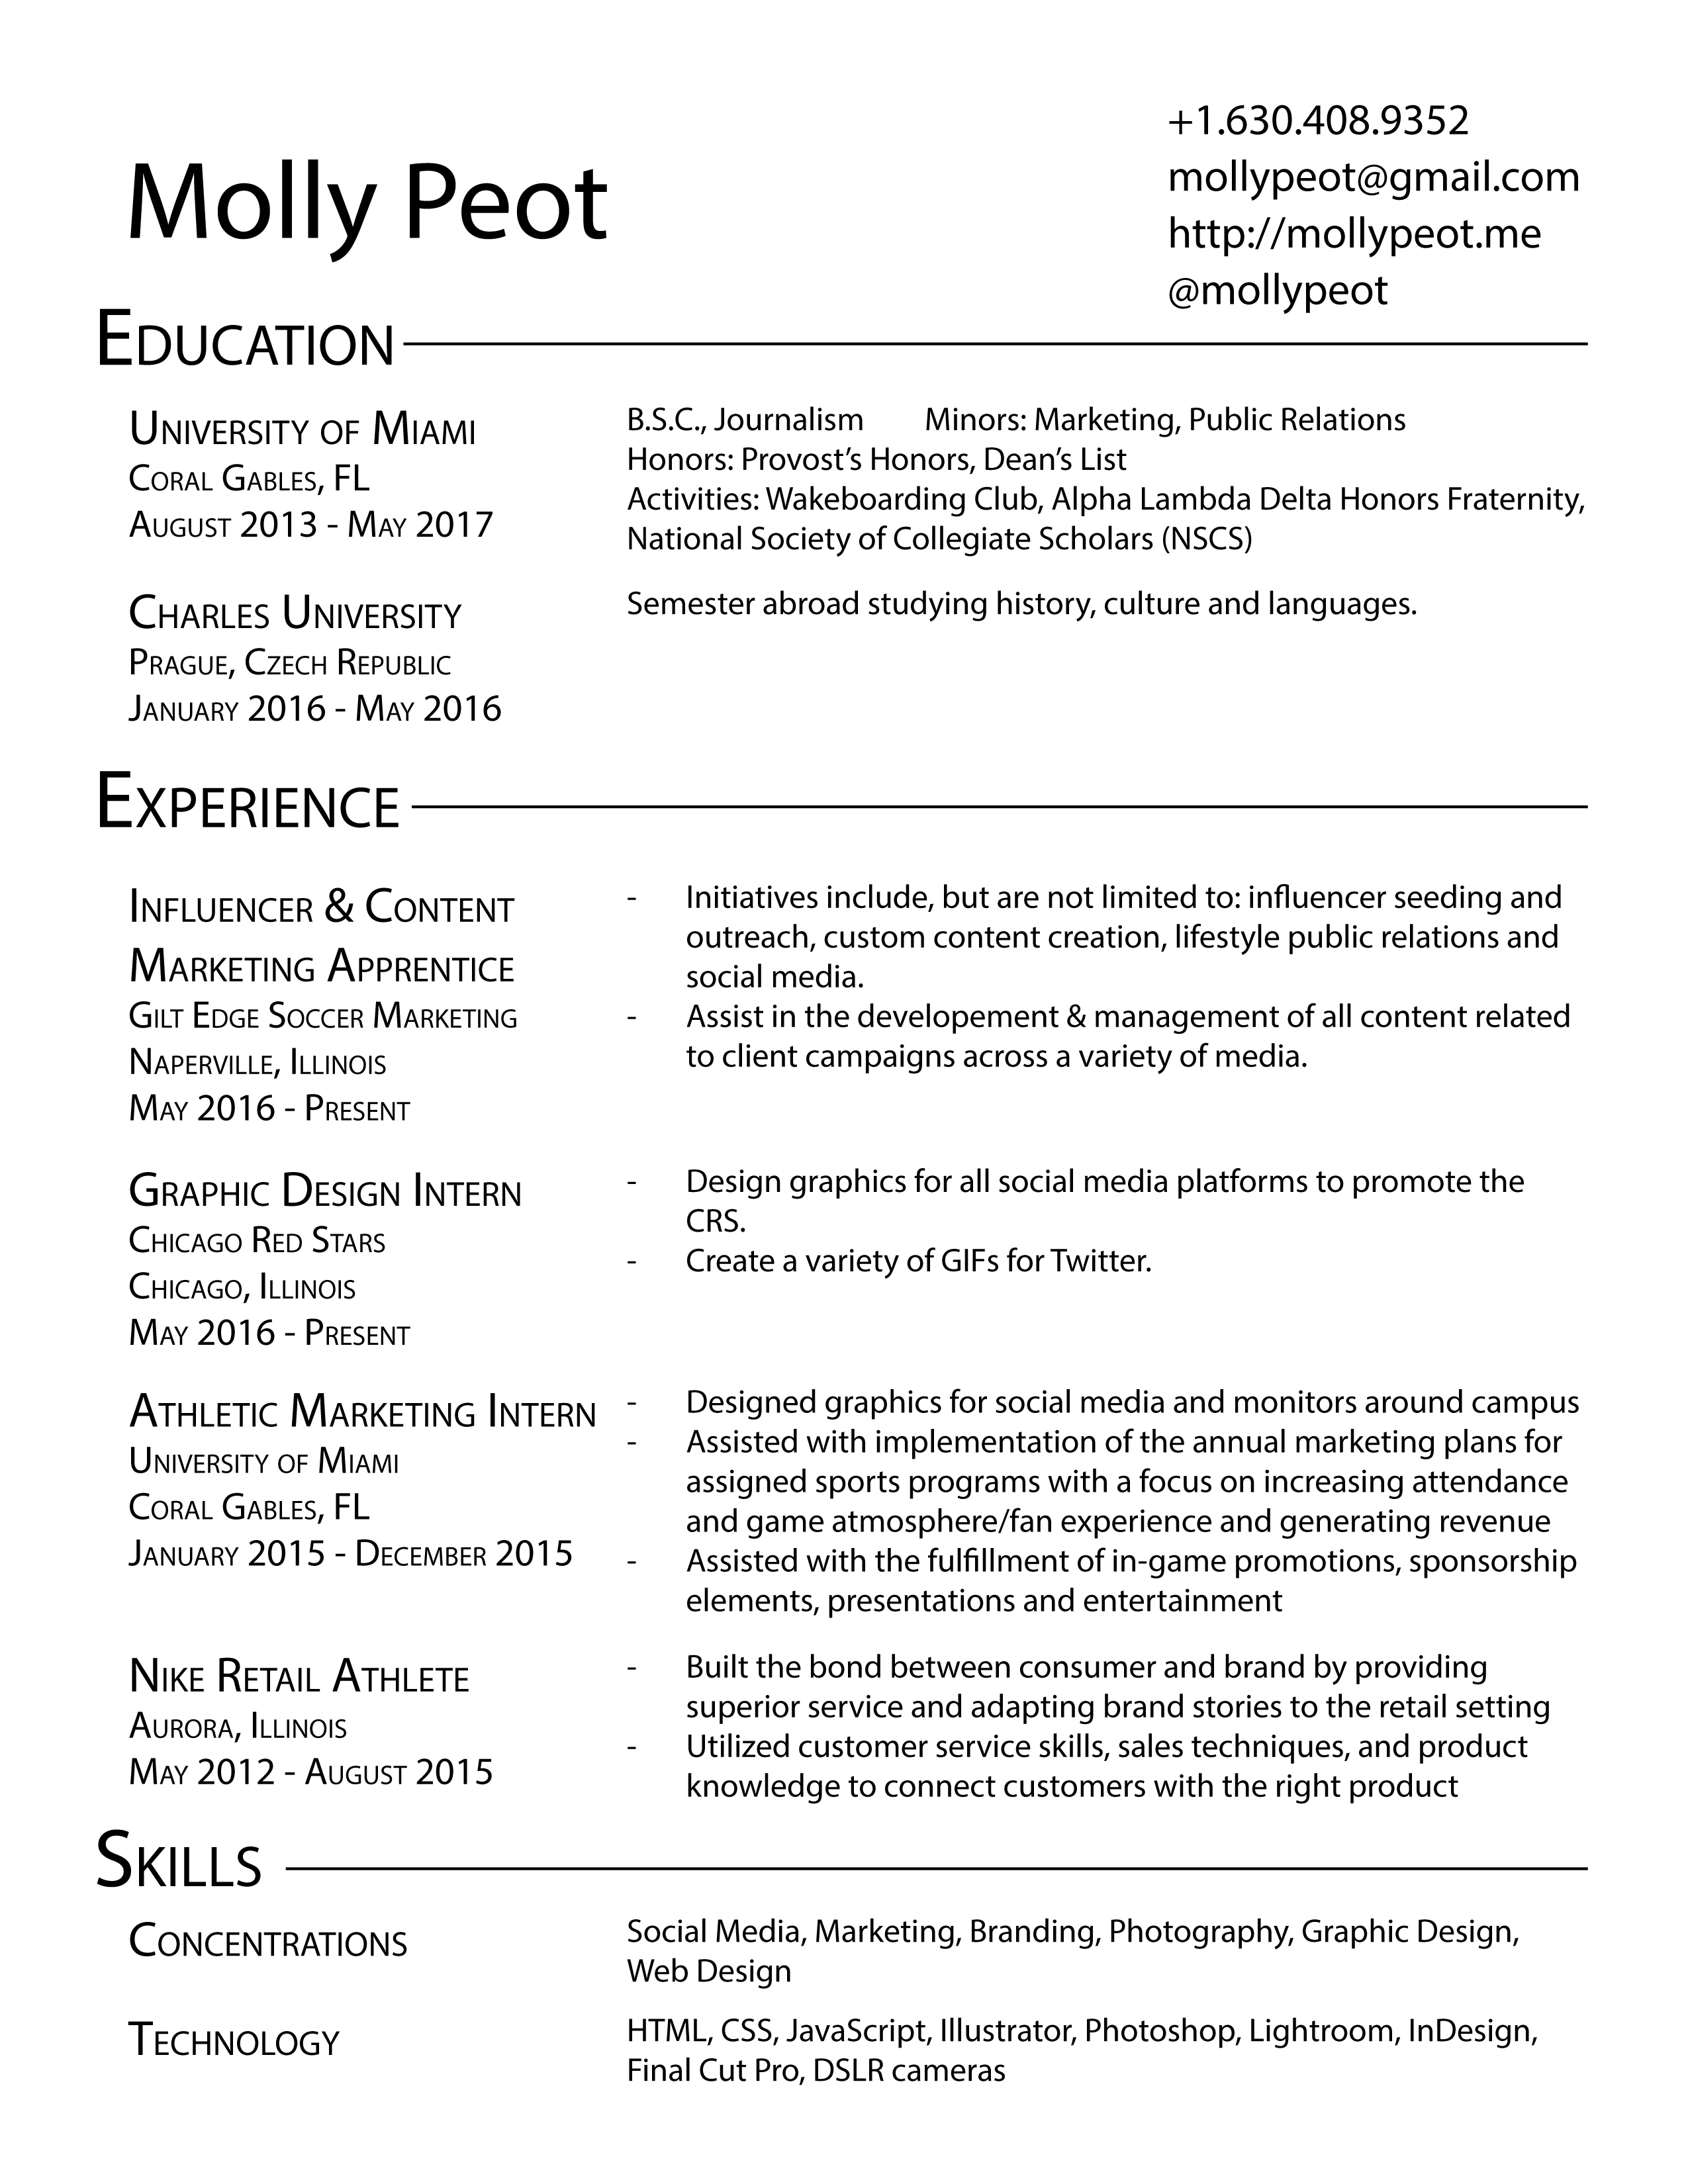 +1.630.408.9352
mollypeot@gmail.com
http://mollypeot.me
@mollypeot
Molly Peot
Education
University of Miami
Coral Gables, FL
August 2013 - May 2017
B.S.C., Journalism Minors: Marketing, Public Relations
Honors: Provost’s Honors, Dean’s List
Activities: Wakeboarding Club, Alpha Lambda Delta Honors Fraternity,
National Society of Collegiate Scholars (NSCS)
Charles University
Prague, Czech Republic
January 2016 - May 2016
Semester abroad studying history, culture and languages.
Experience
Influencer & Content
Marketing Apprentice
Gilt Edge Soccer Marketing
Naperville, Illinois
May 2016 - Present
- Initiatives include, but are not limited to: influencer seeding and
outreach, custom content creation, lifestyle public relations and
social media.
- Assist in the developement & management of all content related
to client campaigns across a variety of media.
Graphic Design Intern
Chicago Red Stars
Chicago, Illinois
May 2016 - Present
- Design graphics for all social media platforms to promote the
CRS.
- Create a variety of GIFs for Twitter.
Athletic Marketing Intern
University of Miami
Coral Gables, FL
January 2015 - December 2015
- Designed graphics for social media and monitors around campus
- Assisted with implementation of the annual marketing plans for
assigned sports programs with a focus on increasing attendance
and game atmosphere/fan experience and generating revenue
- Assisted with the fulfillment of in-game promotions, sponsorship
elements, presentations and entertainment
Nike Retail Athlete
Aurora, Illinois
May 2012 - August 2015
- Built the bond between consumer and brand by providing
superior service and adapting brand stories to the retail setting
- Utilized customer service skills, sales techniques, and product
knowledge to connect customers with the right product
Skills
Concentrations
Social Media, Marketing, Branding, Photography, Graphic Design,
Web Design
Technology
HTML, CSS, JavaScript, Illustrator, Photoshop, Lightroom, InDesign,
Final Cut Pro, DSLR cameras